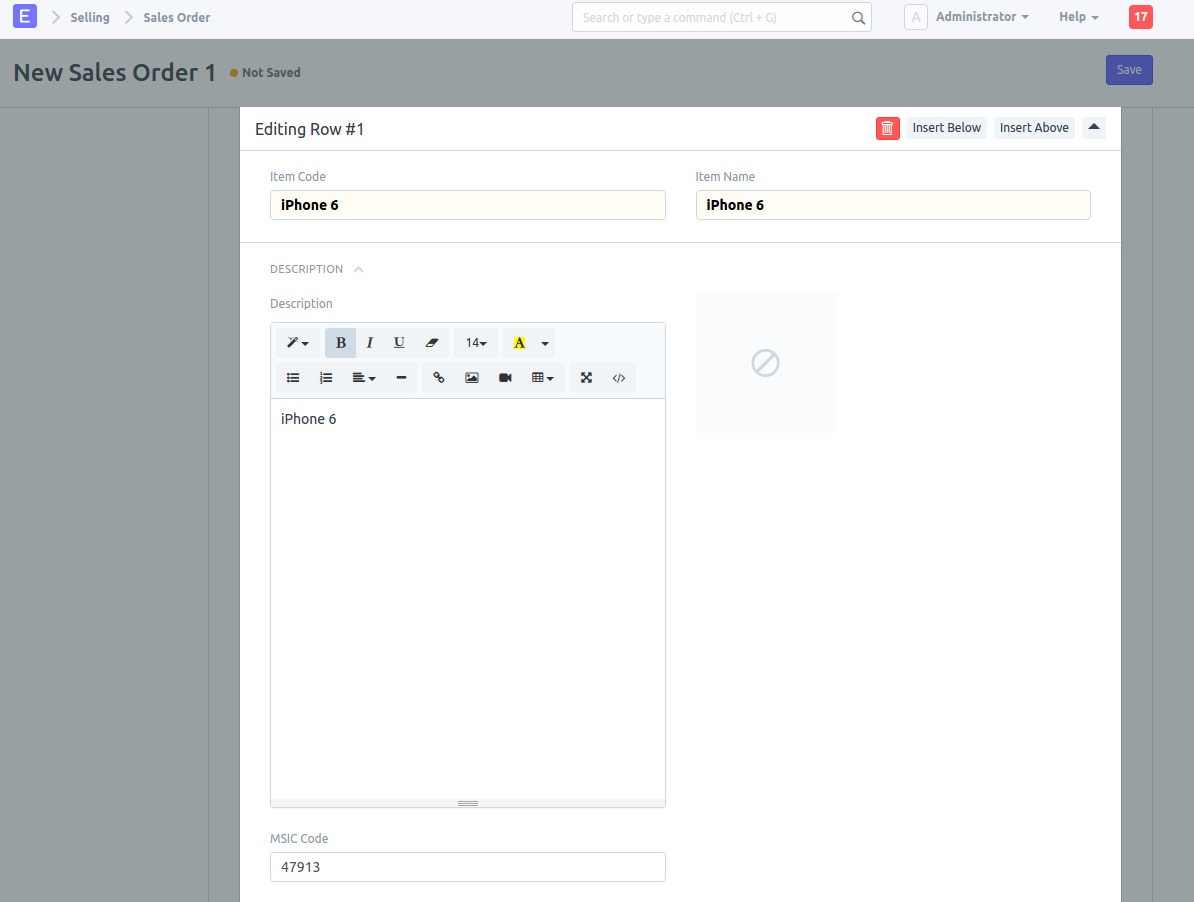 E Selling Sales Order Search or type a command (Ctrl + G) A Administrator Help 17
New Sales Order 1 Not Saved Save
Editing Row #1 Insert Below Insert Above
Item Code Item Name
iPhone 6 iPhone 6
DESCRIPTION
Description
B I U 14 A
iPhone 6
MSIC Code
47913